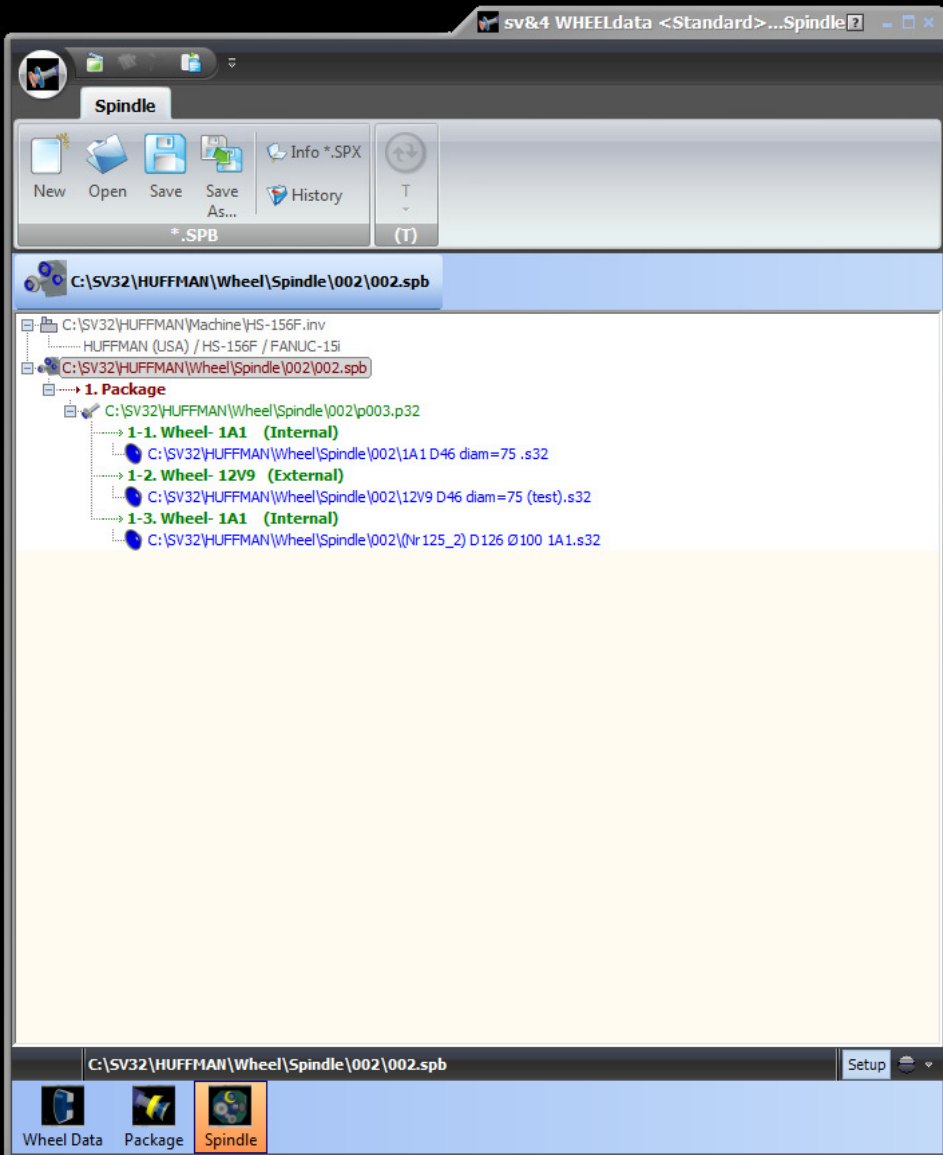 sv&4 WHEELdata <Standard>...Spindle
Spindle
New
Open
Save
Save As...
Info *.SPX
History
T
*.SPB
(T)
C:\SV32\HUFFMAN\Wheel\Spindle\002\002.spb
C:\SV32\HUFFMAN\Machine\HS-156F.inv
HUFFMAN (USA) / HS-156F / FANUC-15i
C:\SV32\HUFFMAN\Wheel\Spindle\002\002.spb
1. Package
C:\SV32\HUFFMAN\Wheel\Spindle\002\p003.p32
1-1. Wheel- 1A1 (Internal)
C:\SV32\HUFFMAN\Wheel\Spindle\002\1A1 D46 diam=75 .s32
1-2. Wheel- 12V9 (External)
C:\SV32\HUFFMAN\Wheel\Spindle\002\12V9 D46 diam=75 (test).s32
1-3. Wheel- 1A1 (Internal)
C:\SV32\HUFFMAN\Wheel\Spindle\002\(Nr125_2) D126 Ø100 1A1.s32
C:\SV32\HUFFMAN\Wheel\Spindle\002\002.spb
Setup
Wheel Data
Package
Spindle